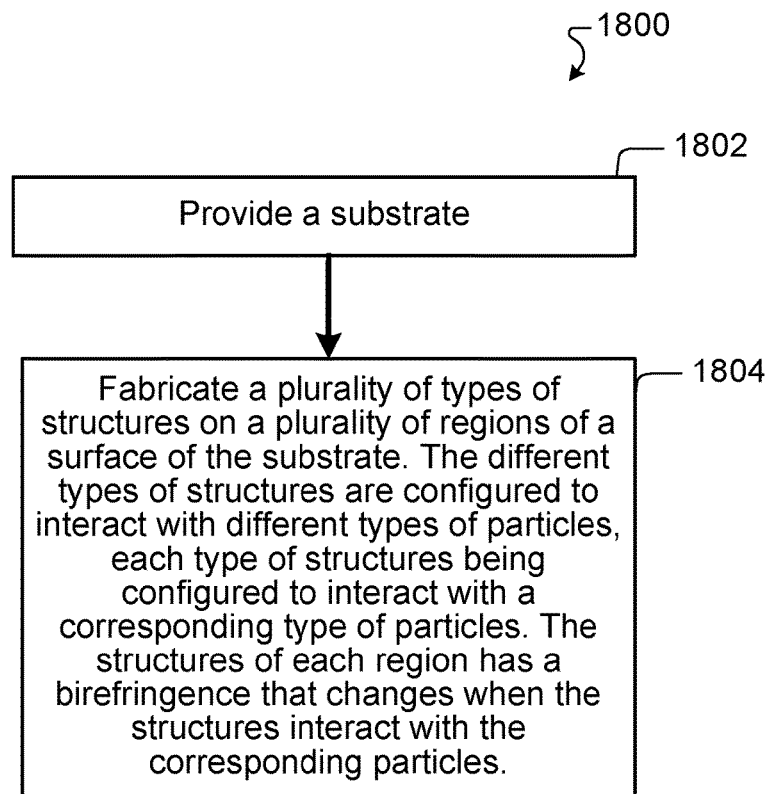 1800
1802
Provide a substrate
1804
Fabricate a plurality of types of
structures on a plurality of regions of a
surface of the substrate. The different
types of structures are configured to
interact with different types of particles,
each type of structures being
configured to interact with a
corresponding type of particles. The
structures of each region has a
birefringence that changes when the
structures interact with the
corresponding particles.